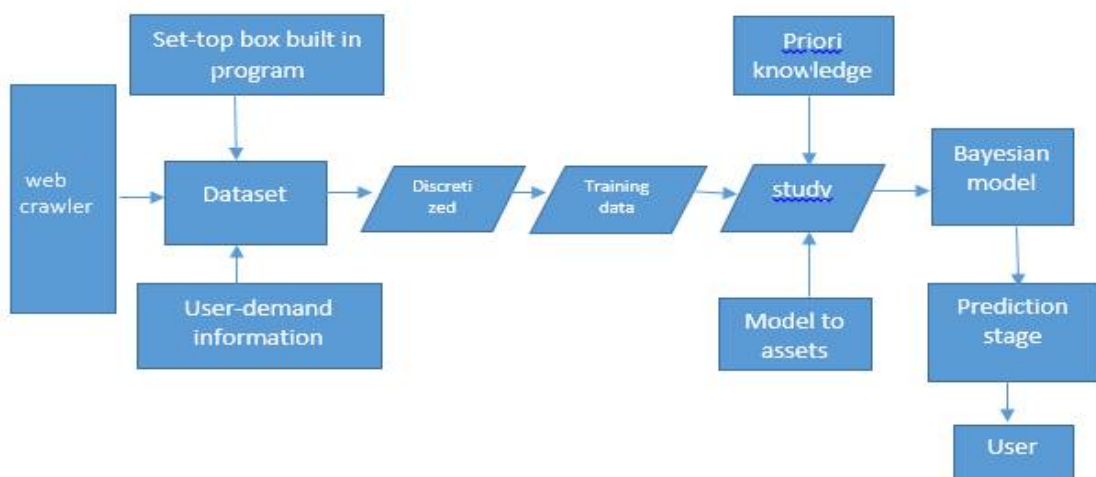 Set-top box built in
program
Priori
knowledge
web
crawler
Dataset
Discreti
zed
Training
data
study
Bayesian
model
User-demand
information
Model to
assets
Prediction
stage
User